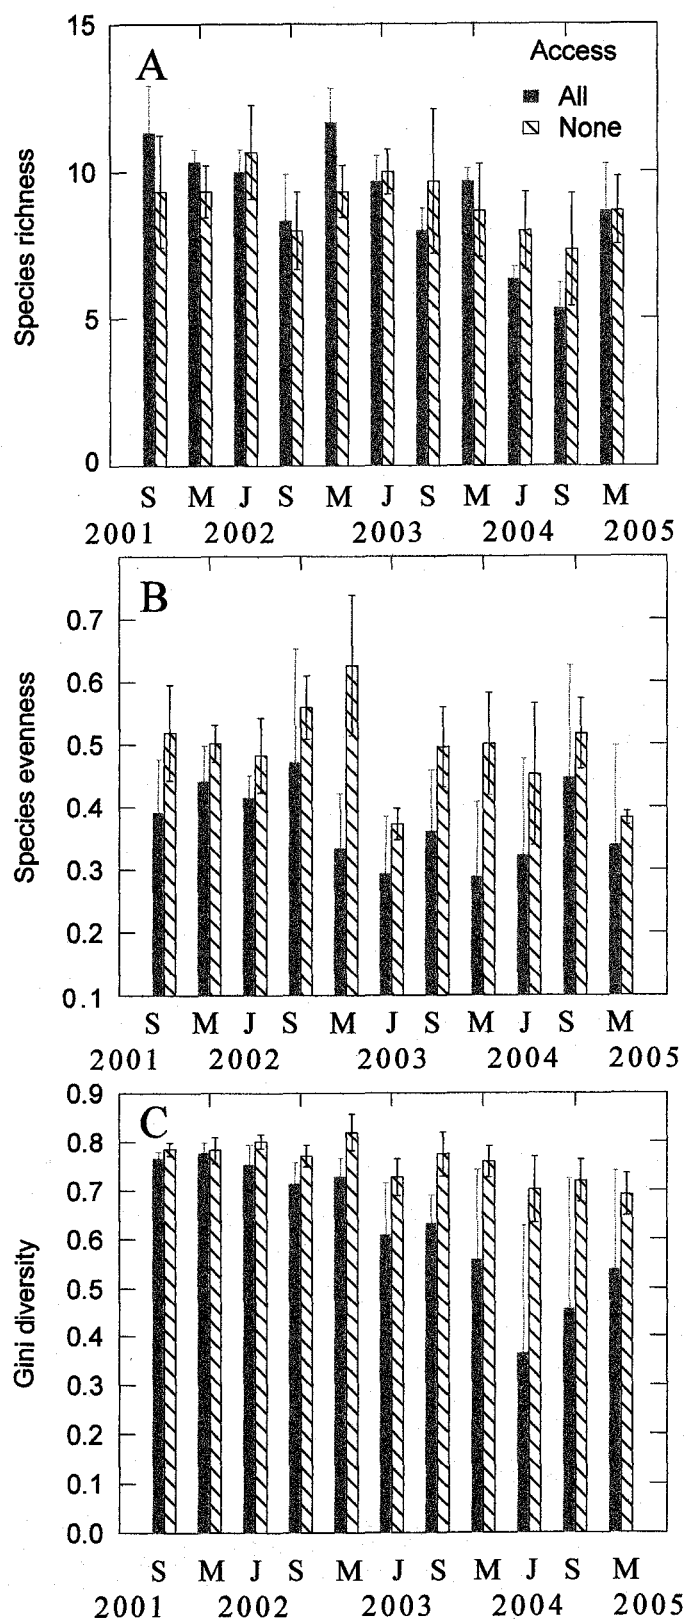 15
A
Access
All
None
10
Species richness
5
0
S M J S M J S M J S M
2001 2002 2003 2004 2005
B
0.7
0.6
0.5
Species evenness
0.4
0.3
0.2
0.1
S M J S M J S M J S M
2001 2002 2003 2004 2005
0.9
C
0.8
0.7
0.6
0.5
Gini diversity
0.4
0.3
0.2
0.1
0.0
S M J S M J S M J S M
2001 2002 2003 2004 2005